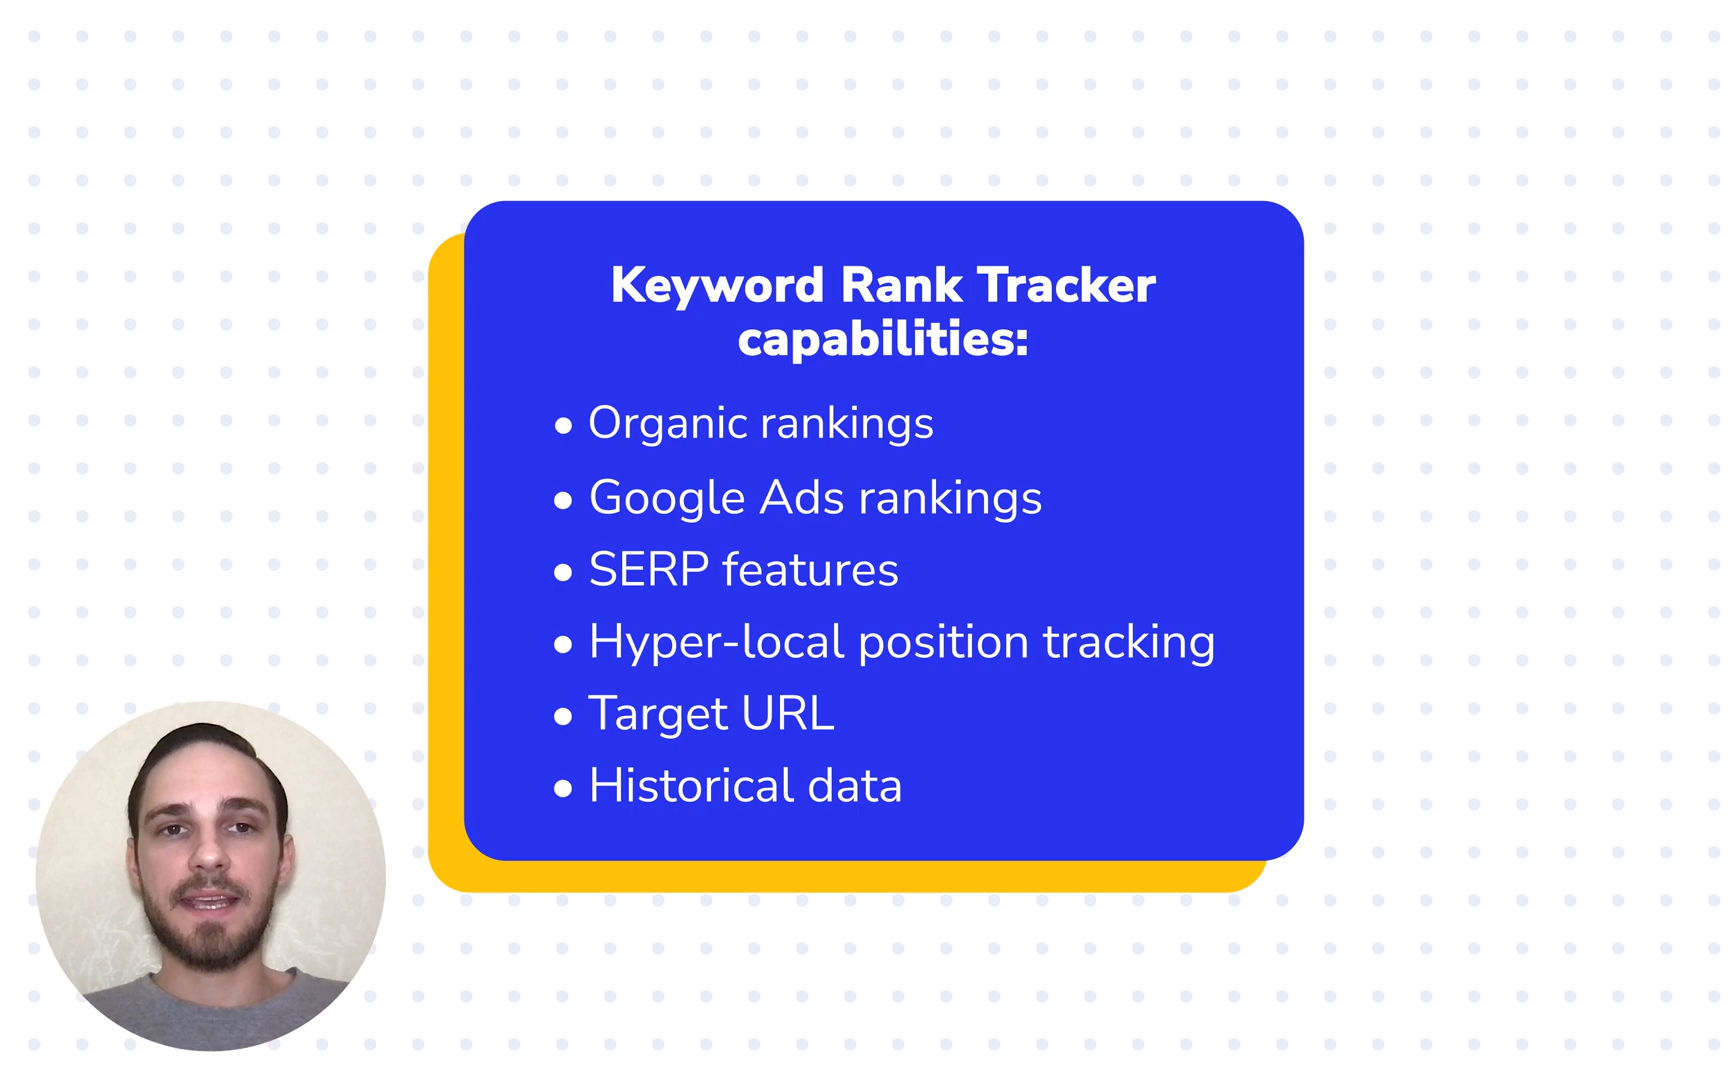 Keyword Rank Tracker
capabilities:
• Organic rankings
• Google Ads rankings
• SERP features
• Hyper-local position tracking
• Target URL
• Historical data